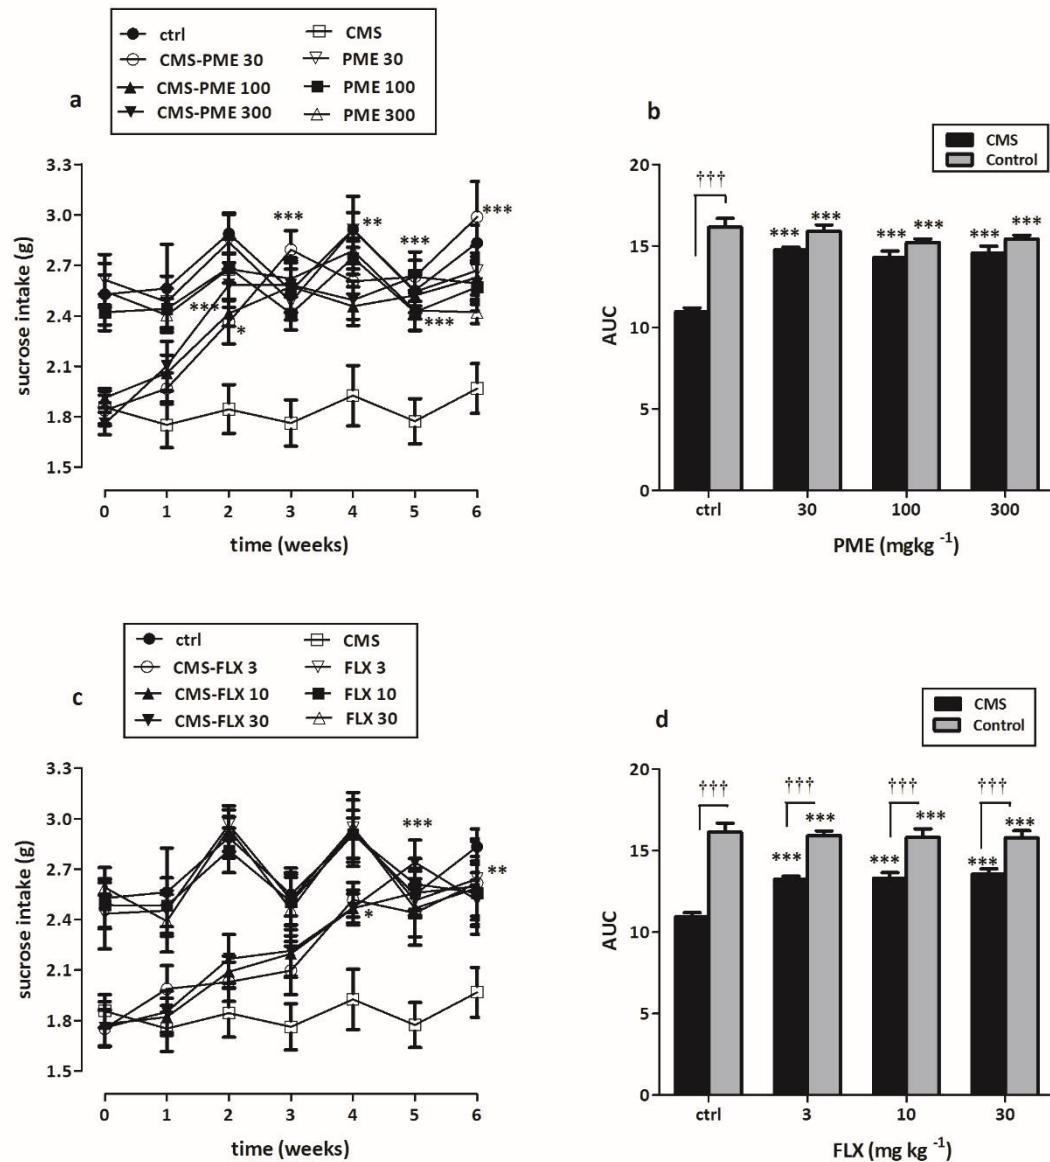 ctrl CMS
CMS-PME 30 PME 30
CMS-PME 100 PME 100
CMS-PME 300 PME 300
a
3.3
3.0
2.7
2.4
2.1
1.8
1.5
sucrose intake (g)
*** ** *** ***
*** * ***
0 1 2 3 4 5 6
time (weeks)
b
CMS
Control
20
15
10
5
0
AUC
†††
*** *** *** *** *** ***
ctrl 30 100 300
PME (mgkg -1)
ctrl CMS
CMS-FLX 3 FLX 3
CMS-FLX 10 FLX 10
CMS-FLX 30 FLX 30
c
3.3
3.0
2.7
2.4
2.1
1.8
1.5
sucrose intake (g)
***
**
*
0 1 2 3 4 5 6
time (weeks)
d
CMS
Control
20
15
10
5
0
AUC
††† ††† ††† †††
*** *** *** *** *** ***
ctrl 3 10 30
FLX (mg kg -1)